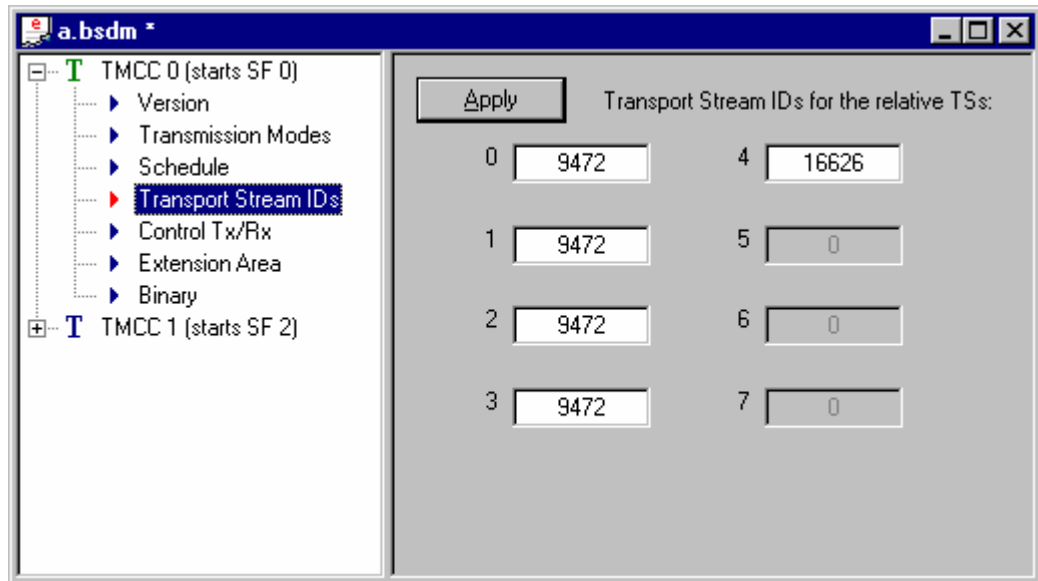 a.bsdm *
T TMCC 0 (starts SF 0)
Version
Transmission Modes
Schedule
Transport Stream IDs
Control Tx/Rx
Extension Area
Binary
T TMCC 1 (starts SF 2)
Apply Transport Stream IDs for the relative TSs:
0 9472 4 16626
1 9472 5 0
2 9472 6 0
3 9472 7 0